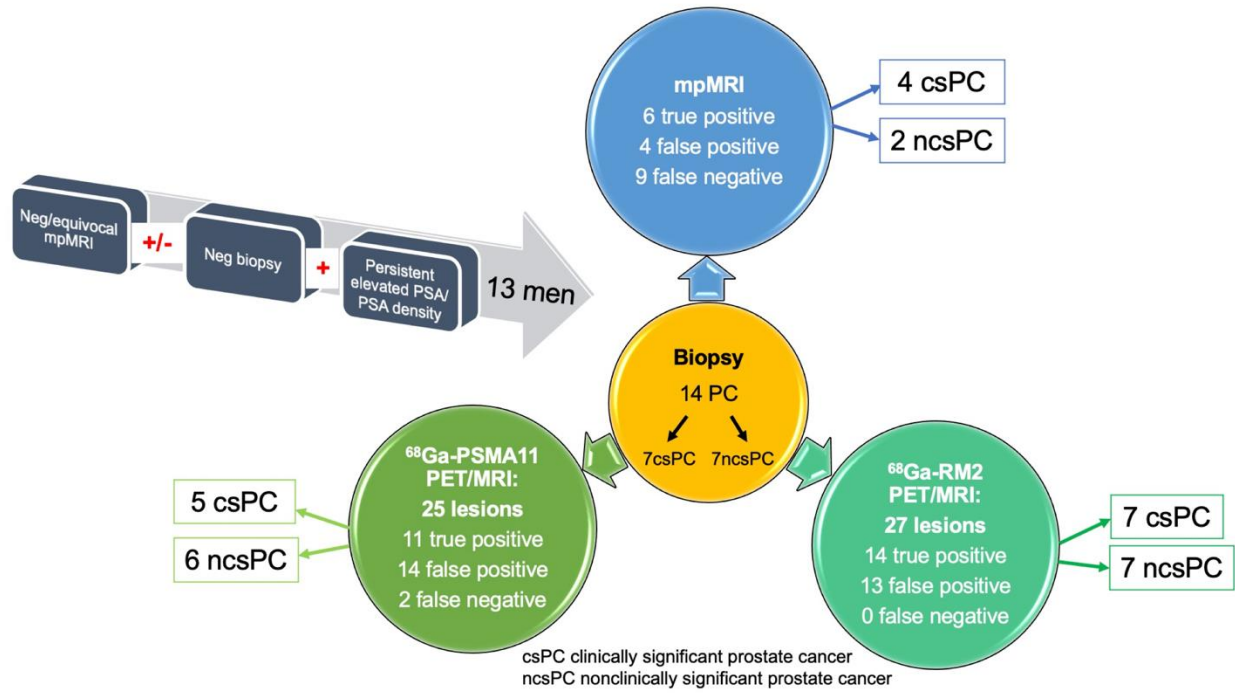 Neg/equivocal
mpMRI
+/-
Neg biopsy
+
Persistent
elevated PSA/
PSA density
13 men
mpMRI
6 true positive
4 false positive
9 false negative
4 csPC
2 ncsPC
Biopsy
14 PC
7csPC 7ncsPC
⁶⁸Ga-PSMA11
PET/MRI:
25 lesions
11 true positive
14 false positive
2 false negative
5 csPC
6 ncsPC
⁶⁸Ga-RM2
PET/MRI:
27 lesions
14 true positive
13 false positive
0 false negative
7 csPC
7 ncsPC
csPC clinically significant prostate cancer
ncsPC nonclinically significant prostate cancer